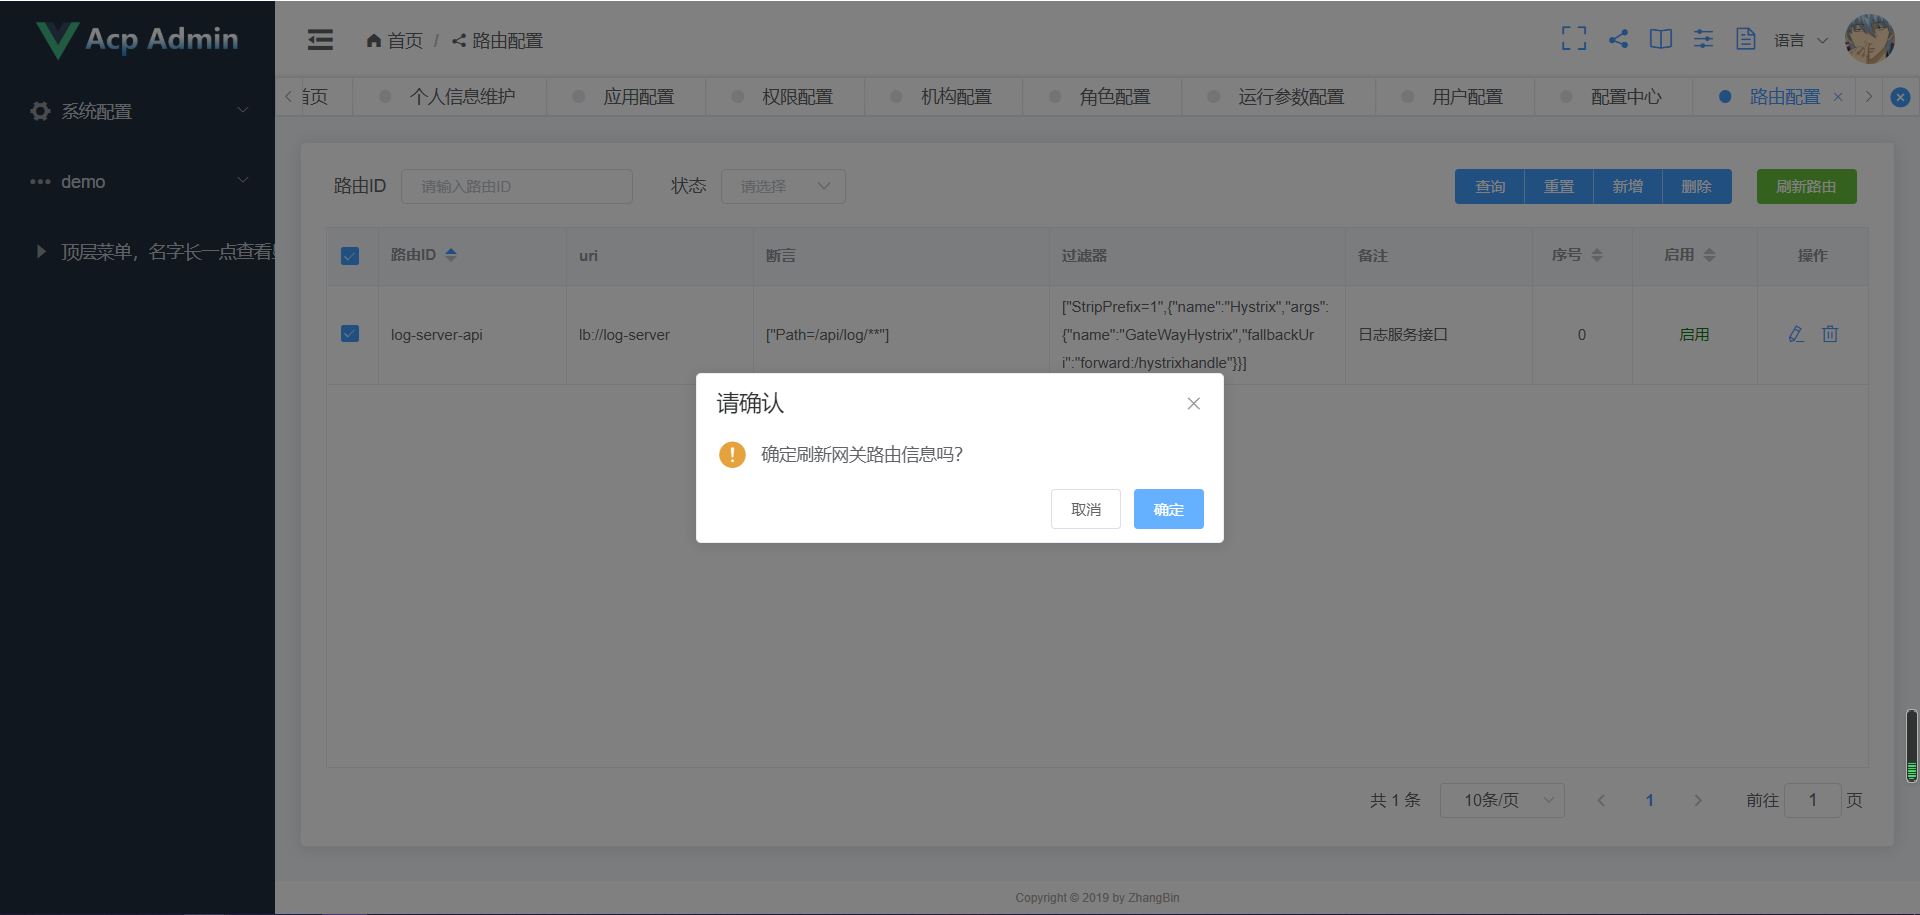 Acp Admin
系统配置
demo
顶层菜单，名字长一点查看
首页 / 路由配置
语言
首页
个人信息维护
应用配置
权限配置
机构配置
角色配置
运行参数配置
用户配置
配置中心
路由配置
路由ID 请输入路由ID 状态 请选择
查询 重置 新增 删除 刷新路由
路由ID uri 断言 过滤器 备注 序号 启用 操作
["StripPrefix=1",{"name":"Hystrix","args":
{"name":"GateWayHystrix","fallbackUr
i":"forward:/hystrixhandle"}}]
log-server-api lb://log-server ["Path=/api/log/**"] 日志服务接口 0 启用
请确认
确定刷新网关路由信息吗?
取消 确定
共 1 条 10条/页 1 前往 1 页
Copyright © 2019 by ZhangBin